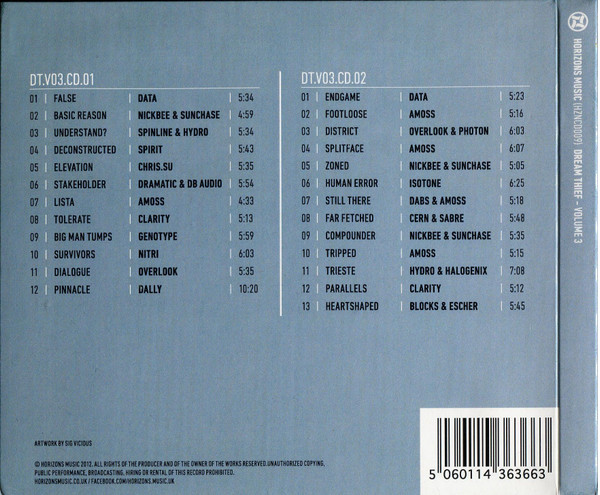 DT.V03.CD.01
01 | FALSE | DATA | 5:34
02 | BASIC REASON | NICKBEE & SUNCHASE | 4:59
03 | UNDERSTAND? | SPINLINE & HYDRO | 5:34
04 | DECONSTRUCTED | SPIRIT | 5:43
05 | ELEVATION | CHRIS.SU | 5:35
06 | STAKEHOLDER | DRAMATIC & DB AUDIO | 5:54
07 | LISTA | AMOSS | 4:33
08 | TOLERATE | CLARITY | 5:13
09 | BIG MAN TUMPS | GENOTYPE | 5:59
10 | SURVIVORS | NITRI | 6:03
11 | DIALOGUE | OVERLOOK | 5:35
12 | PINNACLE | DALLY | 10:20
DT.V03.CD.02
01 | ENDGAME | DATA | 5:23
02 | FOOTLOOSE | AMOSS | 5:16
03 | DISTRICT | OVERLOOK & PHOTON | 6:03
04 | SPLITFACE | AMOSS | 6:07
05 | ZONED | NICKBEE & SUNCHASE | 5:05
06 | HUMAN ERROR | ISOTONE | 6:25
07 | STILL THERE | DABS & AMOSS | 5:18
08 | FAR FETCHED | CERN & SABRE | 5:48
09 | COMPOUNDER | NICKBEE & SUNCHASE | 5:35
10 | TRIPPED | AMOSS | 5:15
11 | TRIESTE | HYDRO & HALOGENIX | 7:08
12 | PARALLELS | CLARITY | 5:12
13 | HEARTSHAPED | BLOCKS & ESCHER | 5:45
ARTWORK BY SIG VICIOUS
© HORIZONS MUSIC 2012. ALL RIGHTS OF THE PRODUCER AND OF THE OWNER OF THE WORKS RESERVED.UNAUTHORIZED COPYING,
PUBLIC PERFORMANCE, BROADCASTING. HIRING OR RENTAL OF THIS RECORD PROHIBITED.
HORIZONSMUSIC.CO.UK / FACEBOOK.COM/HORIZONS.MUSIC.UK
5 060114 363663
HORIZONS MUSIC (HZNCD009) DREAM THIEF - VOLUME 3